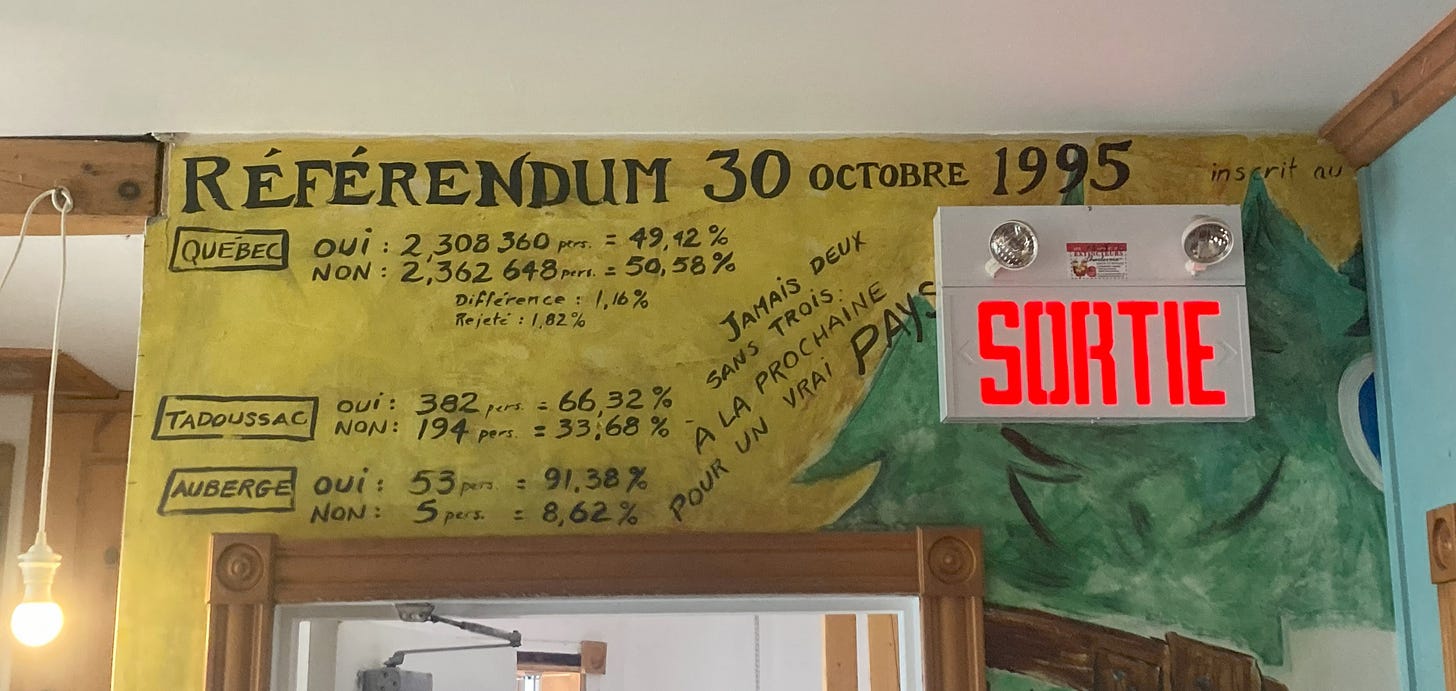 RÉFÉRENDUM 30 OCTOBRE 1995
inscrit au
QUÉBEC OUI : 2,308 360 pers. = 49,42 %
NON : 2,362 648 pers. = 50,58 %
Différence : 1,16 %
Rejeté : 1,82 %
JAMAIS DEUX
SANS TROIS:
À LA PROCHAINE
POUR UN VRAI PAYS
SORTIE
TADOUSSAC OUI : 382 pers. = 66,32 %
NON : 194 pers. = 33,68 %
AUBERGE OUI : 53 pers. = 91,38 %
NON : 5 pers. = 8,62 %